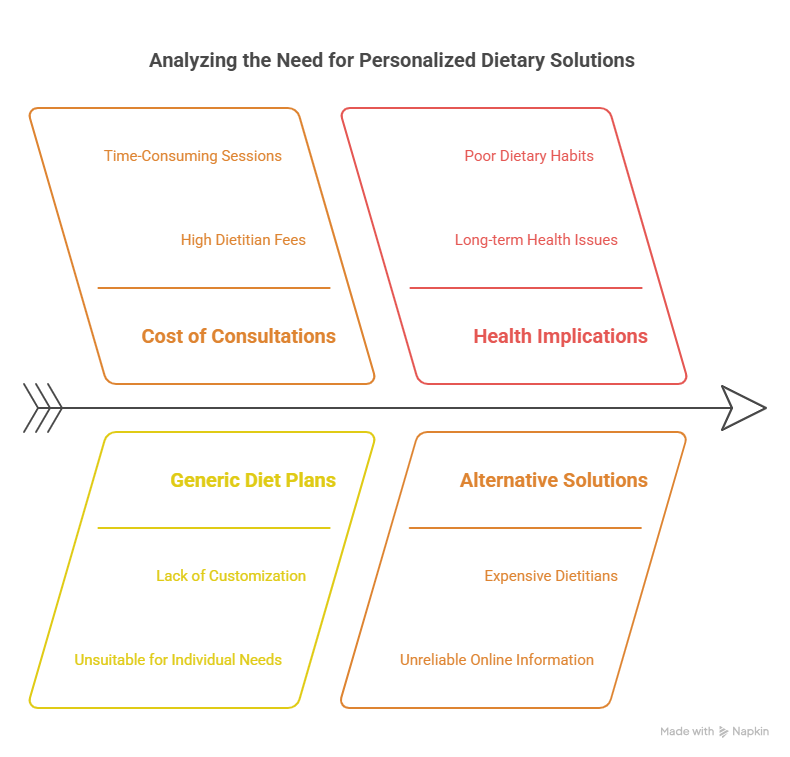 Analyzing the Need for Personalized Dietary Solutions
Time-Consuming Sessions
High Dietitian Fees
Cost of Consultations
Poor Dietary Habits
Long-term Health Issues
Health Implications
Generic Diet Plans
Lack of Customization
Unsuitable for Individual Needs
Alternative Solutions
Expensive Dietitians
Unreliable Online Information
Made with Napkin